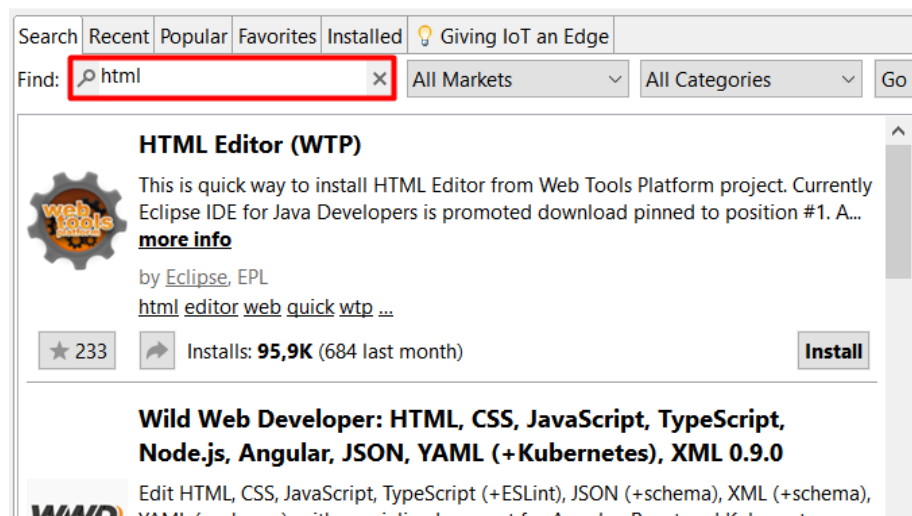 Search Recent Popular Favorites Installed Giving IoT an Edge
Find: html All Markets All Categories Go
HTML Editor (WTP)
This is quick way to install HTML Editor from Web Tools Platform project. Currently
Eclipse IDE for Java Developers is promoted download pinned to position #1. A...
more info
web
tools
platform
by Eclipse, EPL
html editor web quick wtp ...
233 Installs: 95,9K (684 last month) Install
Wild Web Developer: HTML, CSS, JavaScript, TypeScript,
Node.js, Angular, JSON, YAML (+Kubernetes), XML 0.9.0
Edit HTML, CSS, JavaScript, TypeScript (+ESLint), JSON (+schema), XML (+schema),